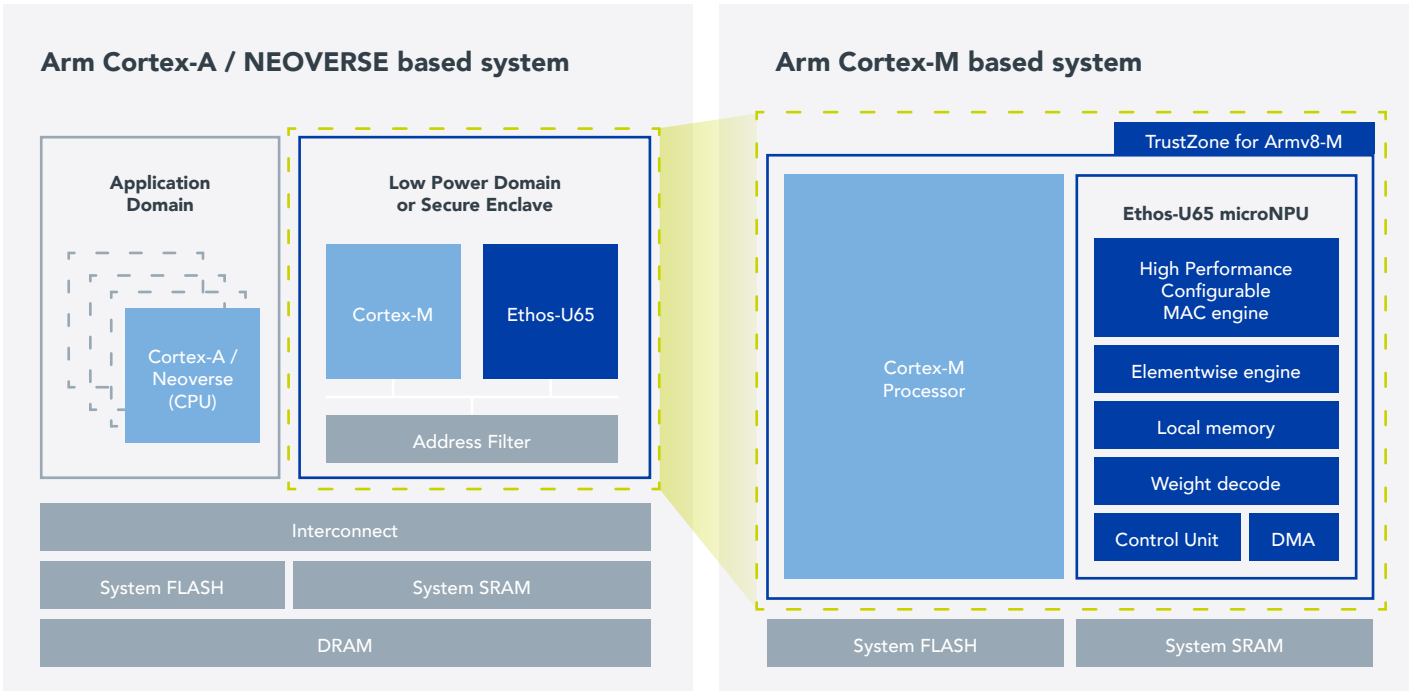 Arm Cortex-A / NEOVERSE based system
Application
Domain
Cortex-A /
Neoverse
(CPU)
Low Power Domain
or Secure Enclave
Cortex-M
Ethos-U65
Address Filter
Interconnect
System FLASH
System SRAM
DRAM
Arm Cortex-M based system
TrustZone for Armv8-M
Cortex-M
Processor
Ethos-U65 microNPU
High Performance
Configurable
MAC engine
Elementwise engine
Local memory
Weight decode
Control Unit
DMA
System FLASH
System SRAM